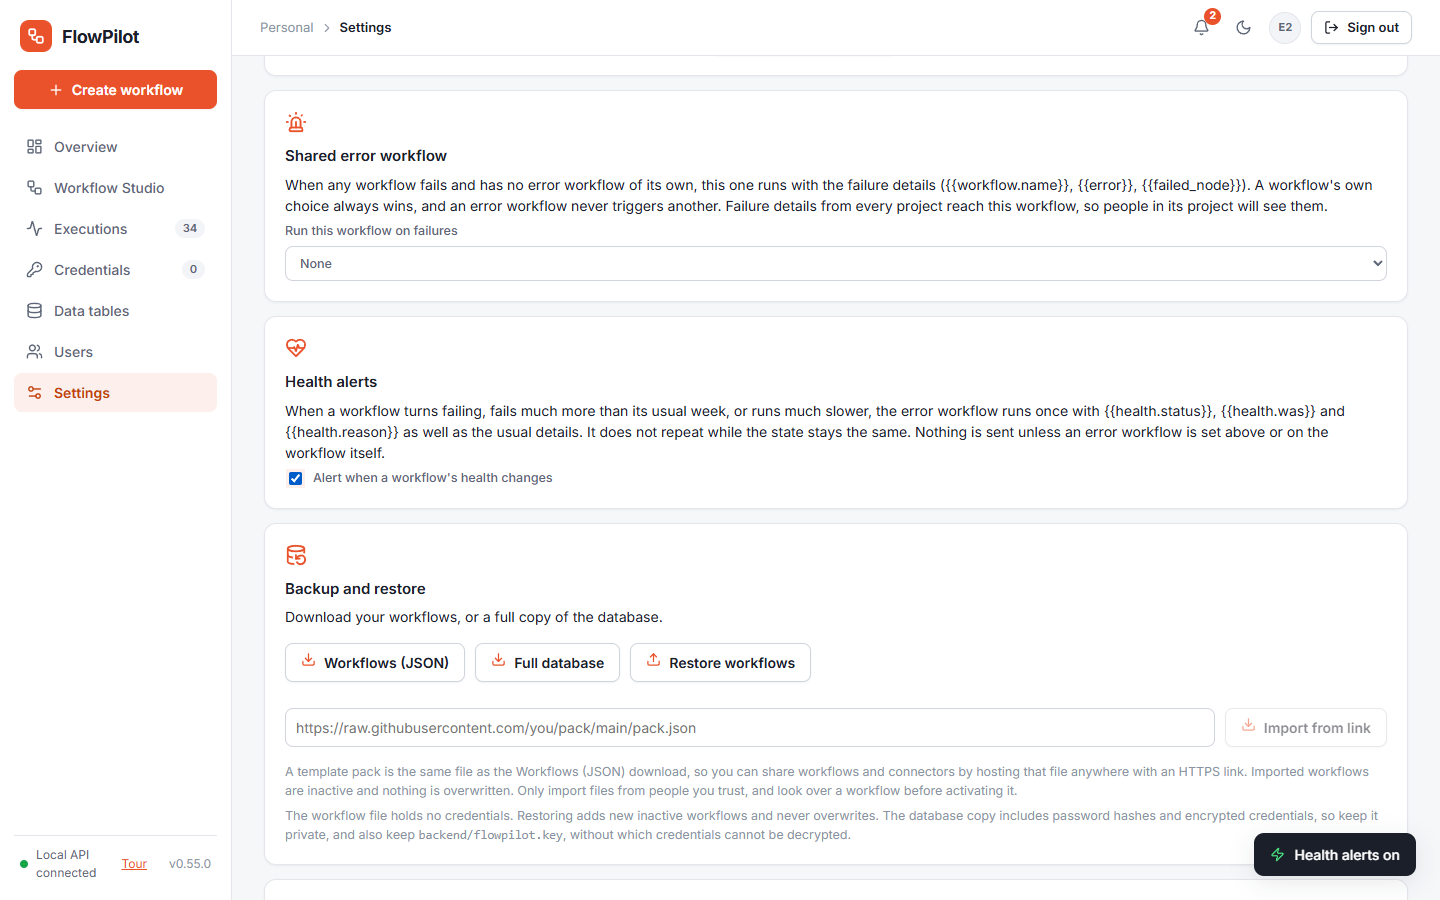 FlowPilot
Personal > Settings
2
E2
Sign out
Create workflow
Overview
Workflow Studio
Executions 34
Credentials 0
Data tables
Users
Settings
Local API connected
Tour
v0.55.0
Shared error workflow
When any workflow fails and has no error workflow of its own, this one runs with the failure details ({{workflow.name}}, {{error}}, {{failed_node}}). A workflow's own
choice always wins, and an error workflow never triggers another. Failure details from every project reach this workflow, so people in its project will see them.
Run this workflow on failures
None
Health alerts
When a workflow turns failing, fails much more than its usual week, or runs much slower, the error workflow runs once with {{health.status}}, {{health.was}} and
{{health.reason}} as well as the usual details. It does not repeat while the state stays the same. Nothing is sent unless an error workflow is set above or on the
workflow itself.
Alert when a workflow's health changes
Backup and restore
Download your workflows, or a full copy of the database.
Workflows (JSON)
Full database
Restore workflows
https://raw.githubusercontent.com/you/pack/main/pack.json
Import from link
A template pack is the same file as the Workflows (JSON) download, so you can share workflows and connectors by hosting that file anywhere with an HTTPS link. Imported workflows
are inactive and nothing is overwritten. Only import files from people you trust, and look over a workflow before activating it.
The workflow file holds no credentials. Restoring adds new inactive workflows and never overwrites. The database copy includes password hashes and encrypted credentials, so keep it
private, and also keep backend/flowpilot.key, without which credentials cannot be decrypted.
Health alerts on